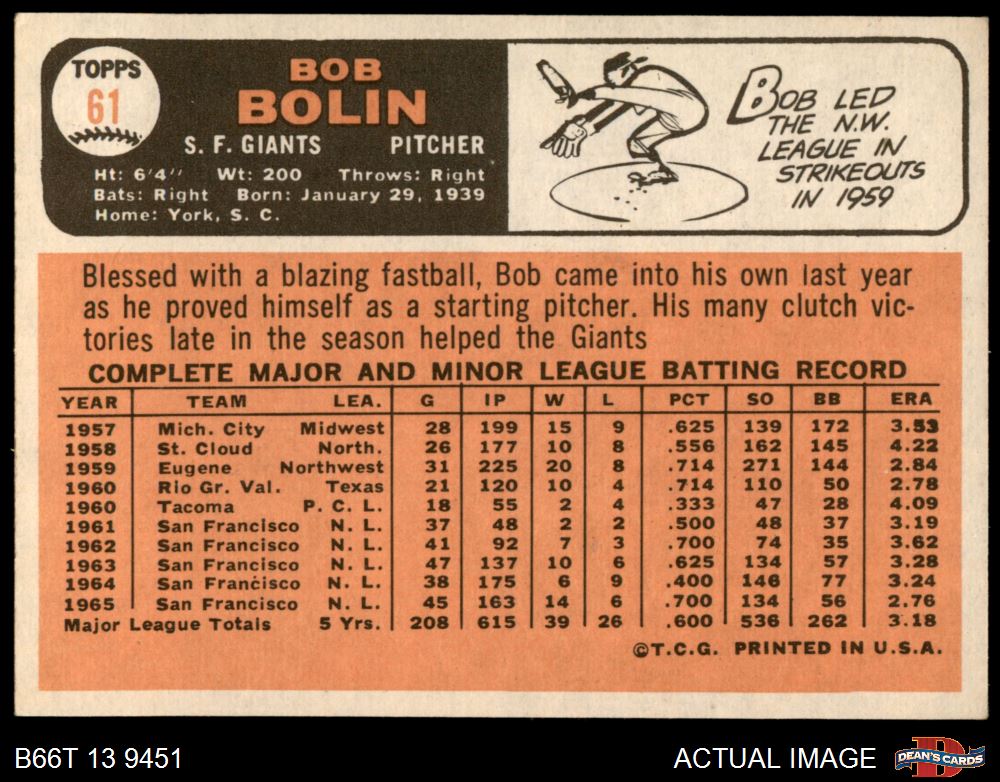 TOPPS
61
BOB
BOLIN
S. F. GIANTS PITCHER
Ht: 6'4" Wt: 200 Throws: Right
Bats: Right Born: January 29, 1939
Home: York, S. C.
BOB LED
THE N.W.
LEAGUE IN
STRIKEOUTS
IN 1959
Blessed with a blazing fastball, Bob came into his own last year
as he proved himself as a starting pitcher. His many clutch vic-
tories late in the season helped the Giants
COMPLETE MAJOR AND MINOR LEAGUE BATTING RECORD
YEAR TEAM LEA. G IP W L PCT SO BB ERA
1957 Mich. City Midwest 28 199 15 9 .625 139 172 3.53
1958 St. Cloud North. 26 177 10 8 .556 162 145 4.22
1959 Eugene Northwest 31 225 20 8 .714 271 144 2.84
1960 Rio Gr. Val. Texas 21 120 10 4 .714 110 50 2.78
1960 Tacoma P. C. L. 18 55 2 4 .333 47 28 4.09
1961 San Francisco N. L. 37 48 2 2 .500 48 37 3.19
1962 San Francisco N. L. 41 92 7 3 .700 74 35 3.62
1963 San Francisco N. L. 47 137 10 6 .625 134 57 3.28
1964 San Francisco N. L. 38 175 6 9 .400 146 77 3.24
1965 San Francisco N. L. 45 163 14 6 .700 134 56 2.76
Major League Totals 5 Yrs. 208 615 39 26 .600 536 262 3.18
©T.C.G. PRINTED IN U.S.A.
B66T 13 9451
ACTUAL IMAGE
D
DEAN'S CARDS